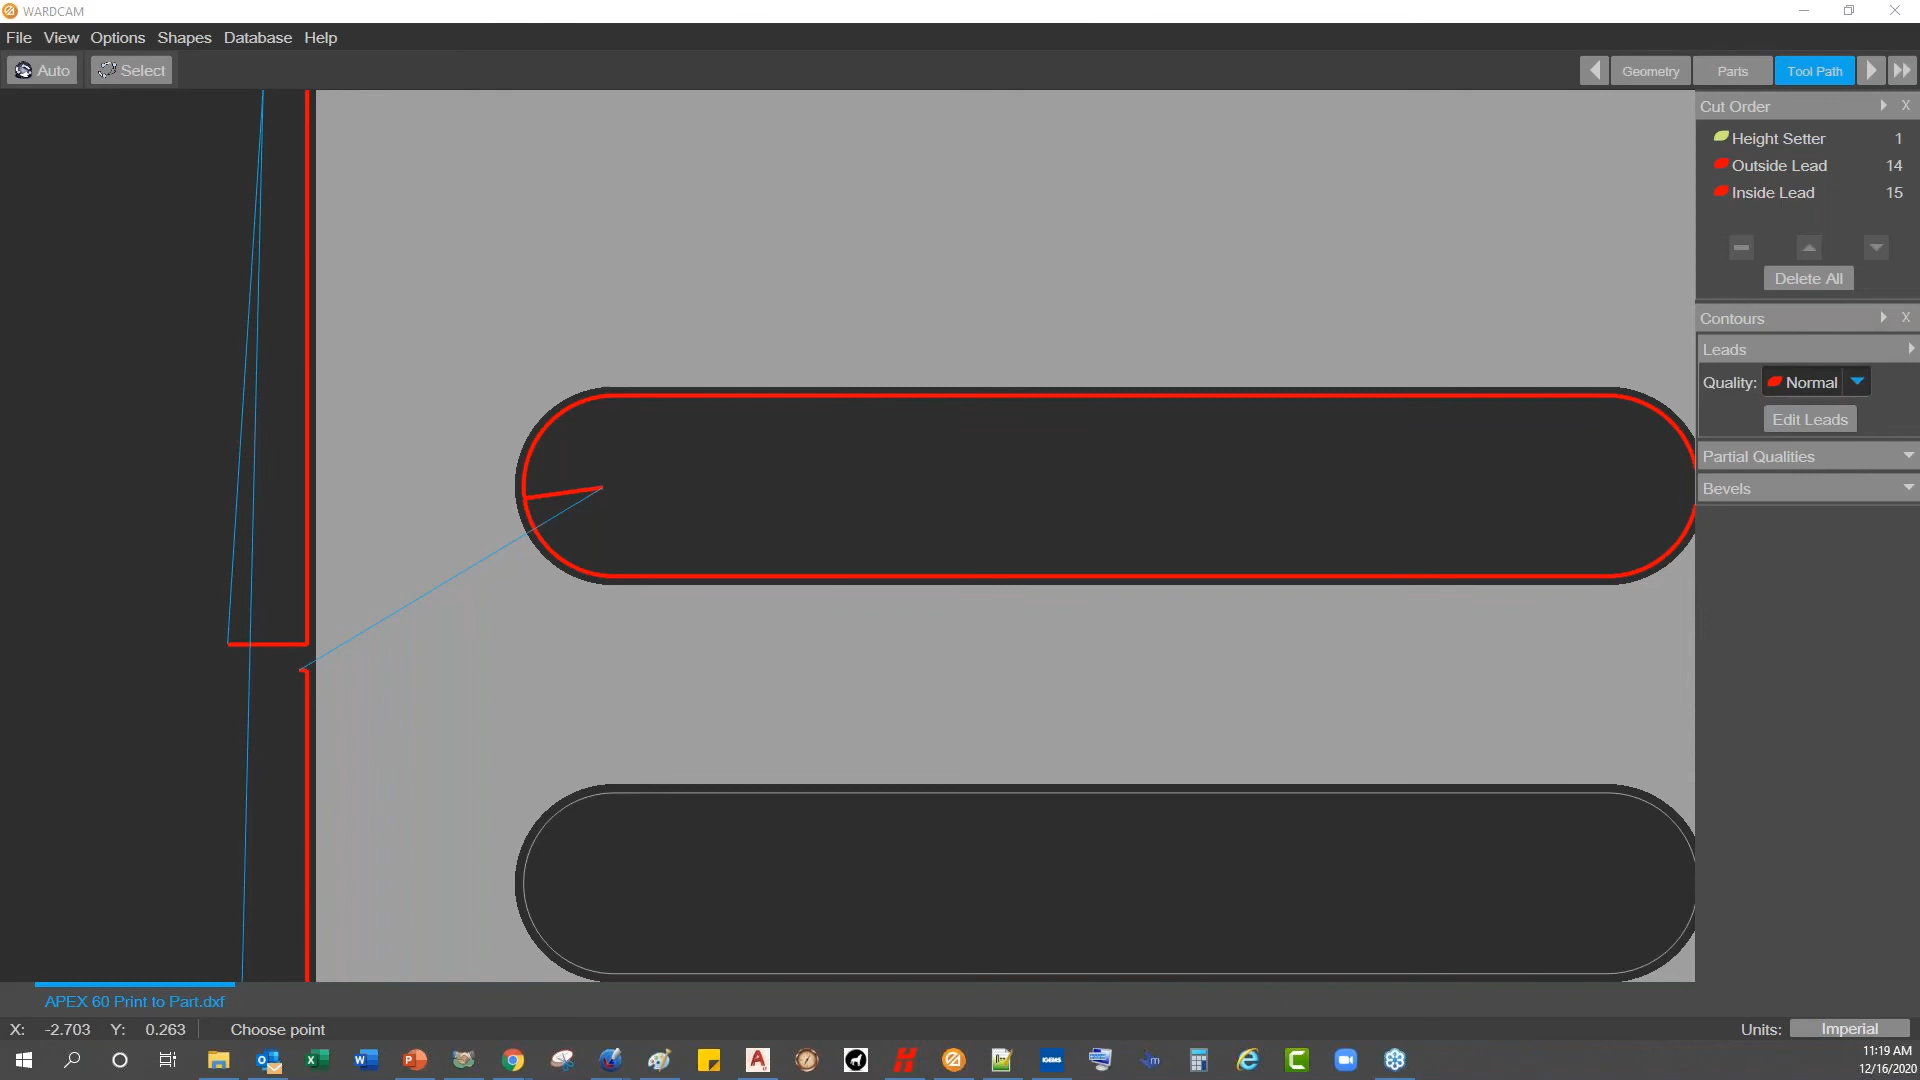 WARDCAM
File View Options Shapes Database Help
Auto Select Geometry Parts Tool Path
Cut Order X
Height Setter 1
Outside Lead 14
Inside Lead 15
Delete All
Contours X
Leads
Quality: Normal
Edit Leads
Partial Qualities
Bevels
APEX 60 Print to Part.dxf
X: -2.703 Y: 0.263 Choose point Units: Imperial
11:19 AM
12/16/2020